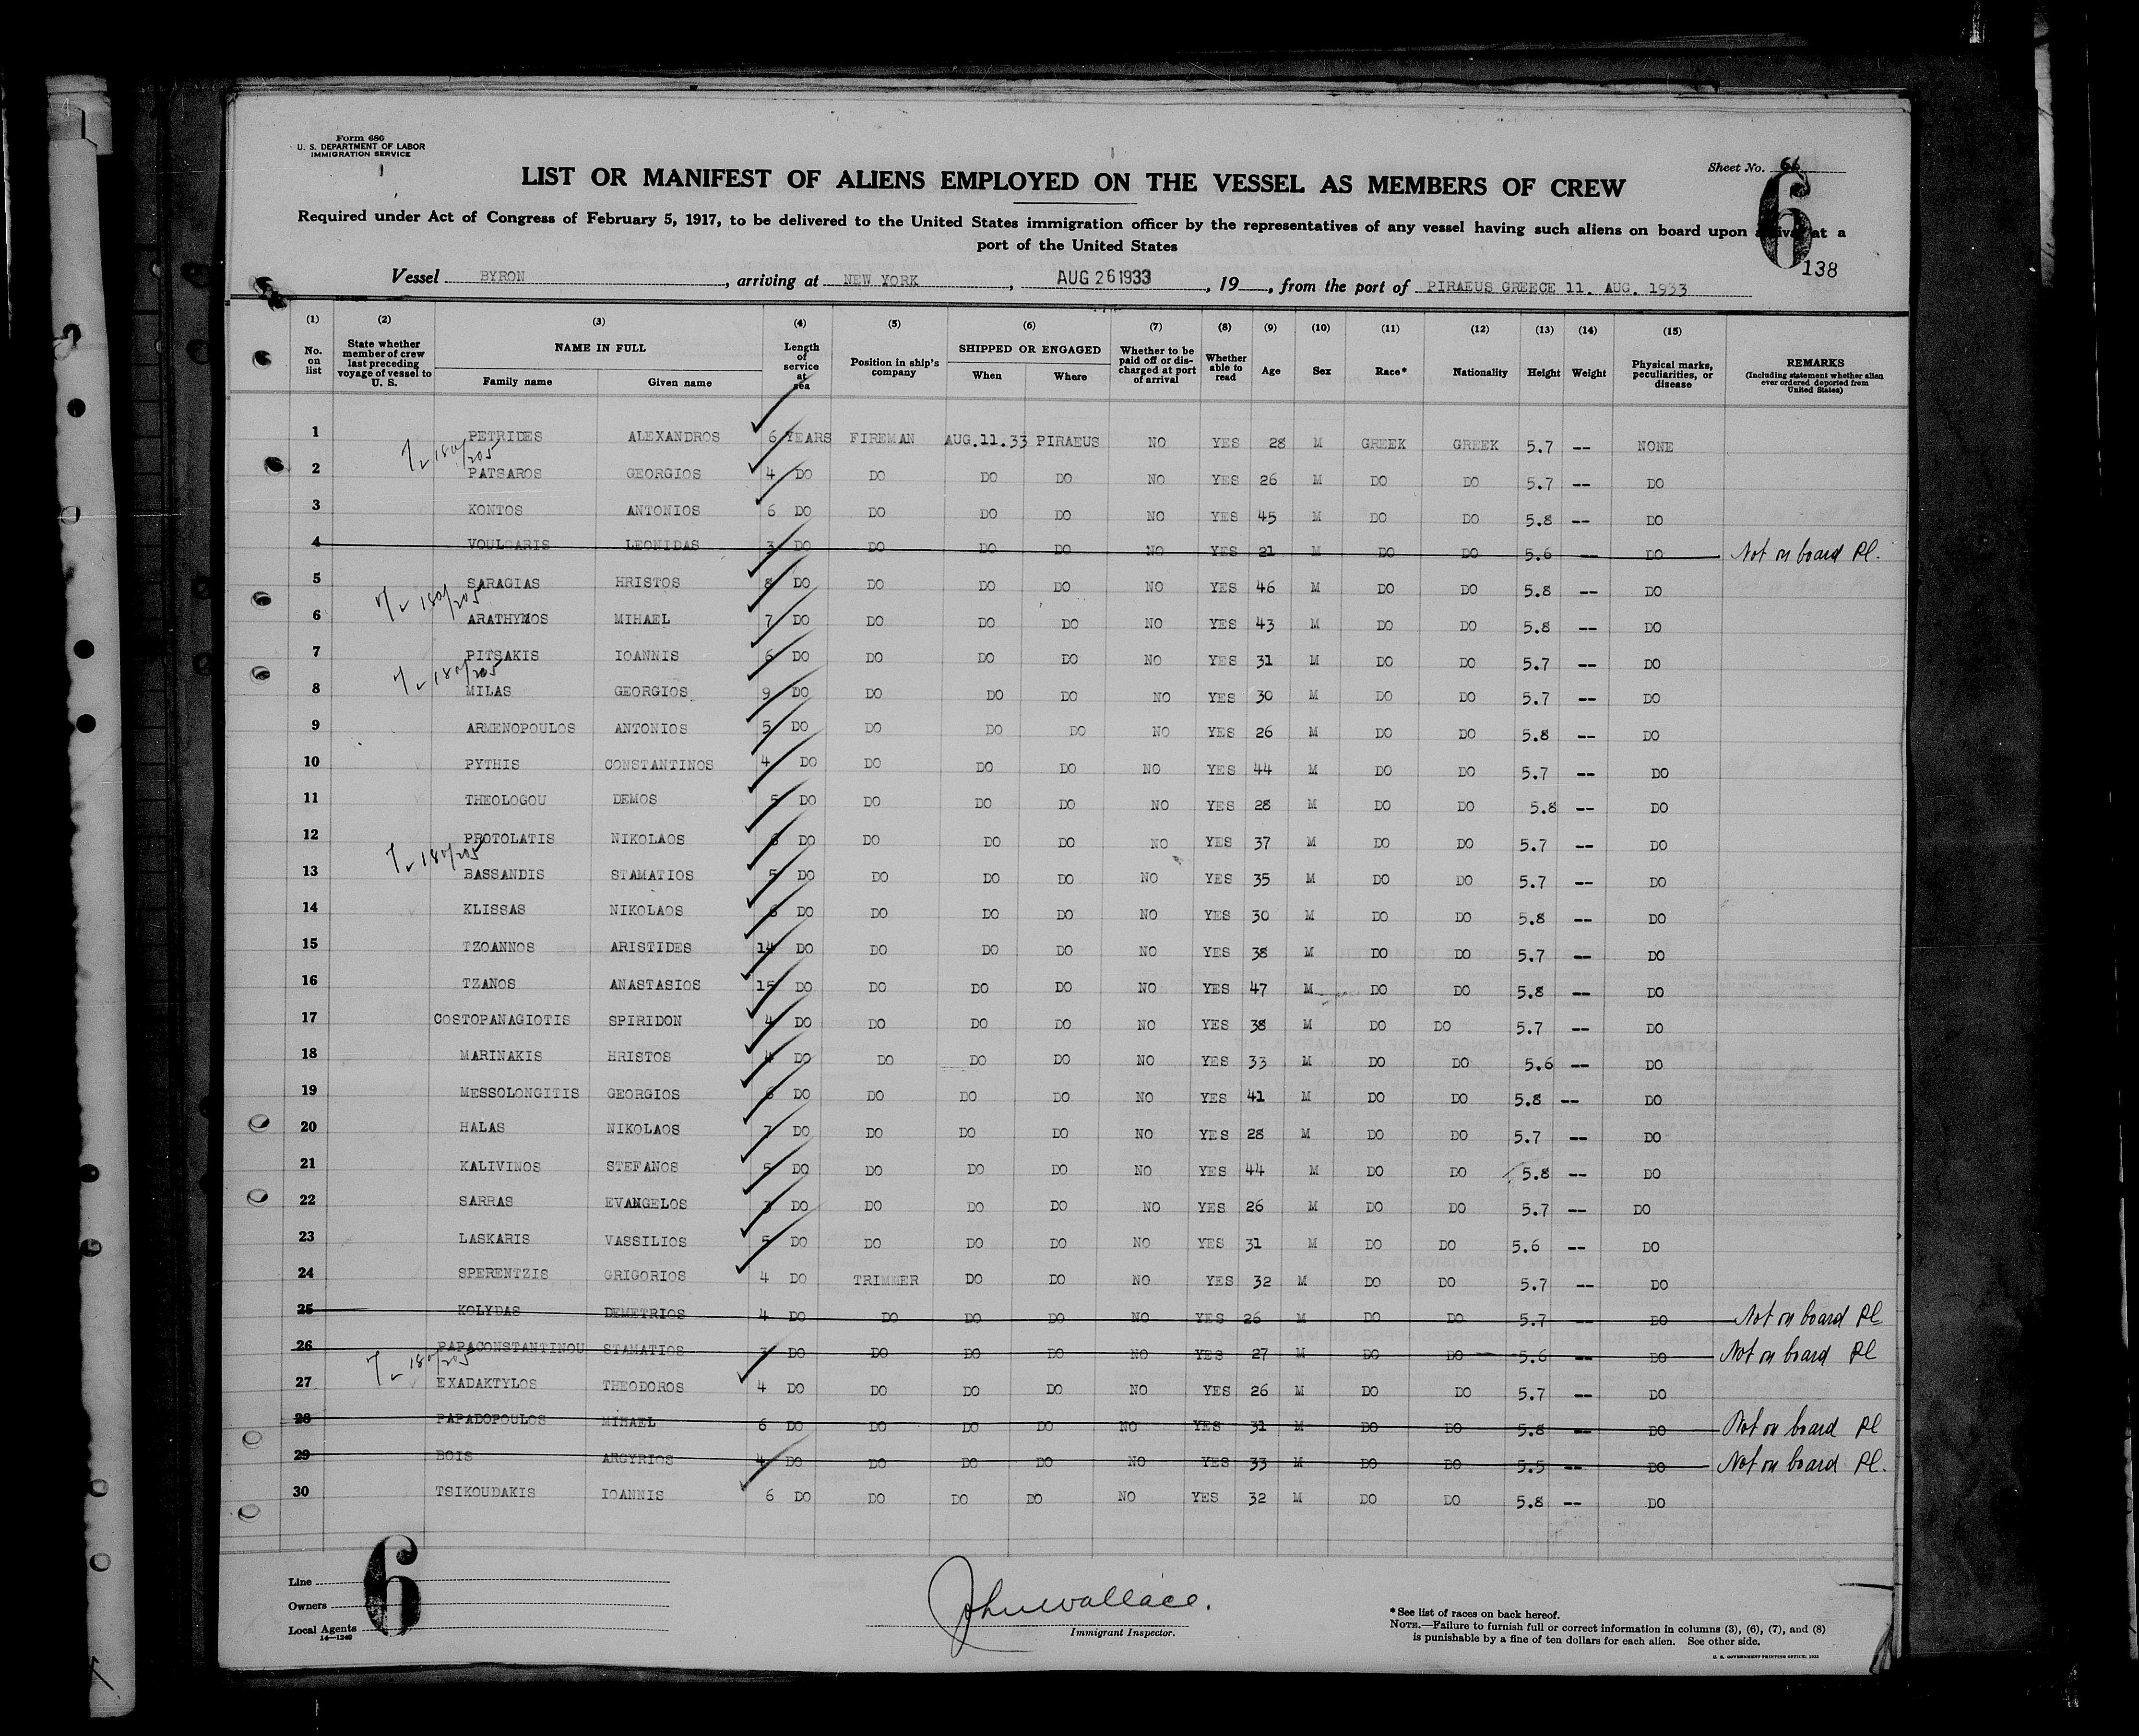 Form 680
U. S. DEPARTMENT OF LABOR
IMMIGRATION SERVICE
Sheet No. 6
6
LIST OR MANIFEST OF ALIENS EMPLOYED ON THE VESSEL AS MEMBERS OF CREW
Required under Act of Congress of February 5, 1917, to be delivered to the United States immigration officer by the representatives of any vessel having such aliens on board upon arrival at a
port of the United States
138
Vessel BYRON, arriving at NEW YORK, AUG 26 1933, 19, from the port of PIRAEUS GREECE 11. AUG. 1933
(1) (2) (3) (4) (5) (6) (7) (8) (9) (10) (11) (12) (13) (14) (15)
No. on list State whether member of crew last preceding voyage of vessel to U. S. NAME IN FULL Family name Given name Length of service at sea Position in ship's company SHIPPED OR ENGAGED When Where Whether to be paid off or discharged at port of arrival Whether able to read Age Sex Race* Nationality Height Weight Physical marks, peculiarities, or disease REMARKS (Including statement whether alien ever ordered deported from United States)
1 PETRIDES ALEXANDROS 6 YEARS FIREMAN AUG.11.33 PIRAEUS NO YES 28 M GREEK GREEK 5.7 -- NONE
180/205
2 PATSAROS GEORGIOS 4 DO DO DO DO NO YES 26 M DO DO 5.7 -- DO
3 KONTOS ANTONIOS 6 DO DO DO DO NO YES 45 M DO DO 5.8 -- DO
4 VOULGARIS LEONIDAS 3 DO DO DO DO NO YES 21 M DO DO 5.6 -- DO Not on board Pl.
5 SARAGIAS HRISTOS 8 DO DO DO DO NO YES 46 M DO DO 5.8 -- DO
180/205
6 ARATHYMOS MIHAEL 7 DO DO DO DO NO YES 43 M DO DO 5.8 -- DO
7 PITSAKIS IOANNIS 6 DO DO DO DO NO YES 31 M DO DO 5.7 -- DO
180/205
8 MILAS GEORGIOS 9 DO DO DO DO NO YES 30 M DO DO 5.7 -- DO
9 ARMENOPOULOS ANTONIOS 5 DO DO DO DO NO YES 26 M DO DO 5.8 -- DO
10 PYTHIS CONSTANTINOS 4 DO DO DO DO NO YES 44 M DO DO 5.7 -- DO
11 THEOLOGOU DEMOS 5 DO DO DO DO NO YES 28 M DO DO 5.8 -- DO
12 PROTOLATIS NIKOLAOS 6 DO DO DO DO NO YES 37 M DO DO 5.7 -- DO
180/205
13 BASSANDIS STAMATIOS 5 DO DO DO DO NO YES 35 M DO DO 5.7 -- DO
14 KLISSAS NIKOLAOS 6 DO DO DO DO NO YES 30 M DO DO 5.8 -- DO
15 TZOANNOS ARISTIDES 14 DO DO DO DO NO YES 38 M DO DO 5.7 -- DO
16 TZANOS ANASTASIOS 15 DO DO DO DO NO YES 47 M DO DO 5.8 -- DO
17 COSTOPANAGIOTIS SPIRIDON 4 DO DO DO DO NO YES 38 M DO DO 5.7 -- DO
18 MARINAKIS HRISTOS 4 DO DO DO DO NO YES 33 M DO DO 5.6 -- DO
19 MESSOLONGITIS GEORGIOS 6 DO DO DO DO NO YES 41 M DO DO 5.8 -- DO
20 HALAS NIKOLAOS 7 DO DO DO DO NO YES 28 M DO DO 5.7 -- DO
21 KALIVINOS STEFANOS 5 DO DO DO DO NO YES 44 M DO DO 5.8 -- DO
22 SARRAS EVANGELOS 3 DO DO DO DO NO YES 26 M DO DO 5.7 -- DO
23 LASKARIS VASSILIOS 5 DO DO DO DO NO YES 31 M DO DO 5.6 -- DO
24 SPERENTZIS GRIGORIOS 4 DO TRIMMER DO DO NO YES 32 M DO DO 5.7 -- DO
25 KOLYDAS DEMETRIOS 4 DO DO DO DO NO YES 26 M DO DO 5.7 -- DO Not on board Pl
26 PAPACONSTANTINOU STAMATIOS 3 DO DO DO DO NO YES 27 M DO DO 5.6 -- DO Not on board Pl
180/205
27 EXADAKTYLOS THEODOROS 4 DO DO DO DO NO YES 26 M DO DO 5.7 -- DO
28 PAPADOPOULOS MIHAEL 6 DO DO DO DO NO YES 31 M DO DO 5.8 -- DO Not on board Pl
29 BOIS ARGYRIOS 4 DO DO DO DO NO YES 33 M DO DO 5.5 -- DO Not on board Pl.
30 TSIKOUDAKIS IOANNIS 6 DO DO DO DO NO YES 32 M DO DO 5.8 -- DO
6
Line
Owners
Local Agents
14—1240
John Wallace.
Immigrant Inspector.
*See list of races on back hereof.
NOTE.—Failure to furnish full or correct information in columns (3), (6), (7), and (8)
is punishable by a fine of ten dollars for each alien. See other side.
U. S. GOVERNMENT PRINTING OFFICE: 1932